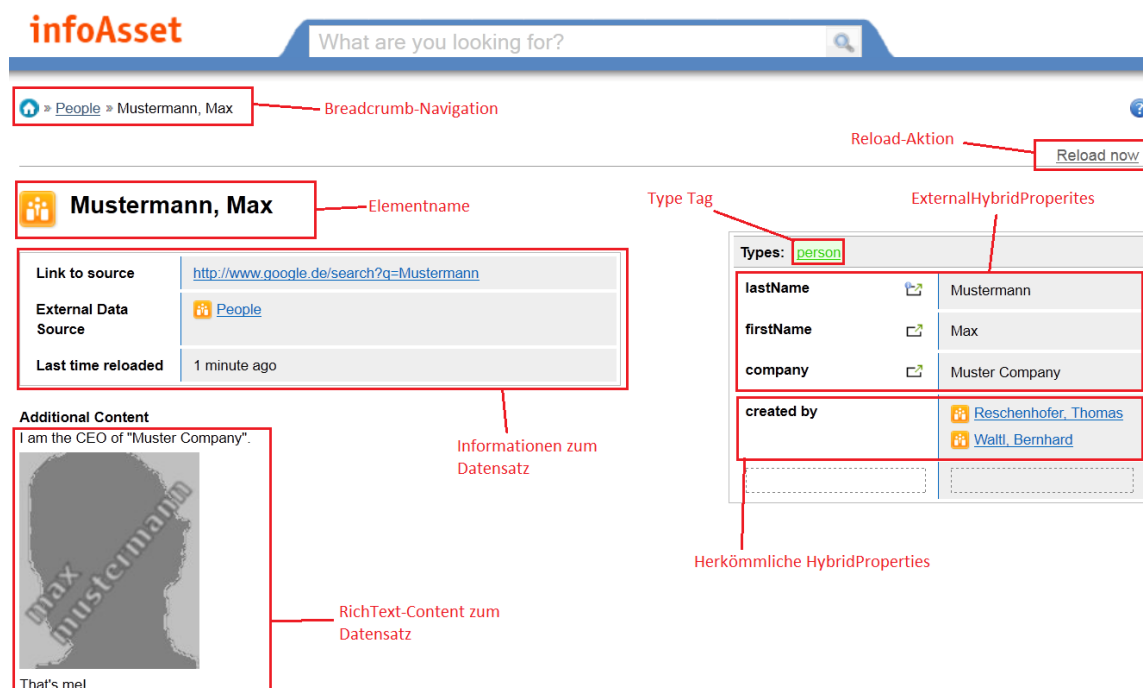 infoAsset
What are you looking for?
» People » Mustermann, Max
Breadcrumb-Navigation
?
Reload-Aktion
Reload now
Mustermann, Max
Elementname
Type Tag
ExternalHybridProperites
Link to source
http://www.google.de/search?q=Mustermann
External Data
Source
People
Last time reloaded
1 minute ago
Types: person
lastName
Mustermann
firstName
Max
company
Muster Company
created by
Reschenhofer, Thomas
Waltl, Bernhard
Informationen zum
Datensatz
Herkömmliche HybridProperties
Additional Content
I am the CEO of "Muster Company".
max
mustermann
RichText-Content zum
Datensatz
That's me!